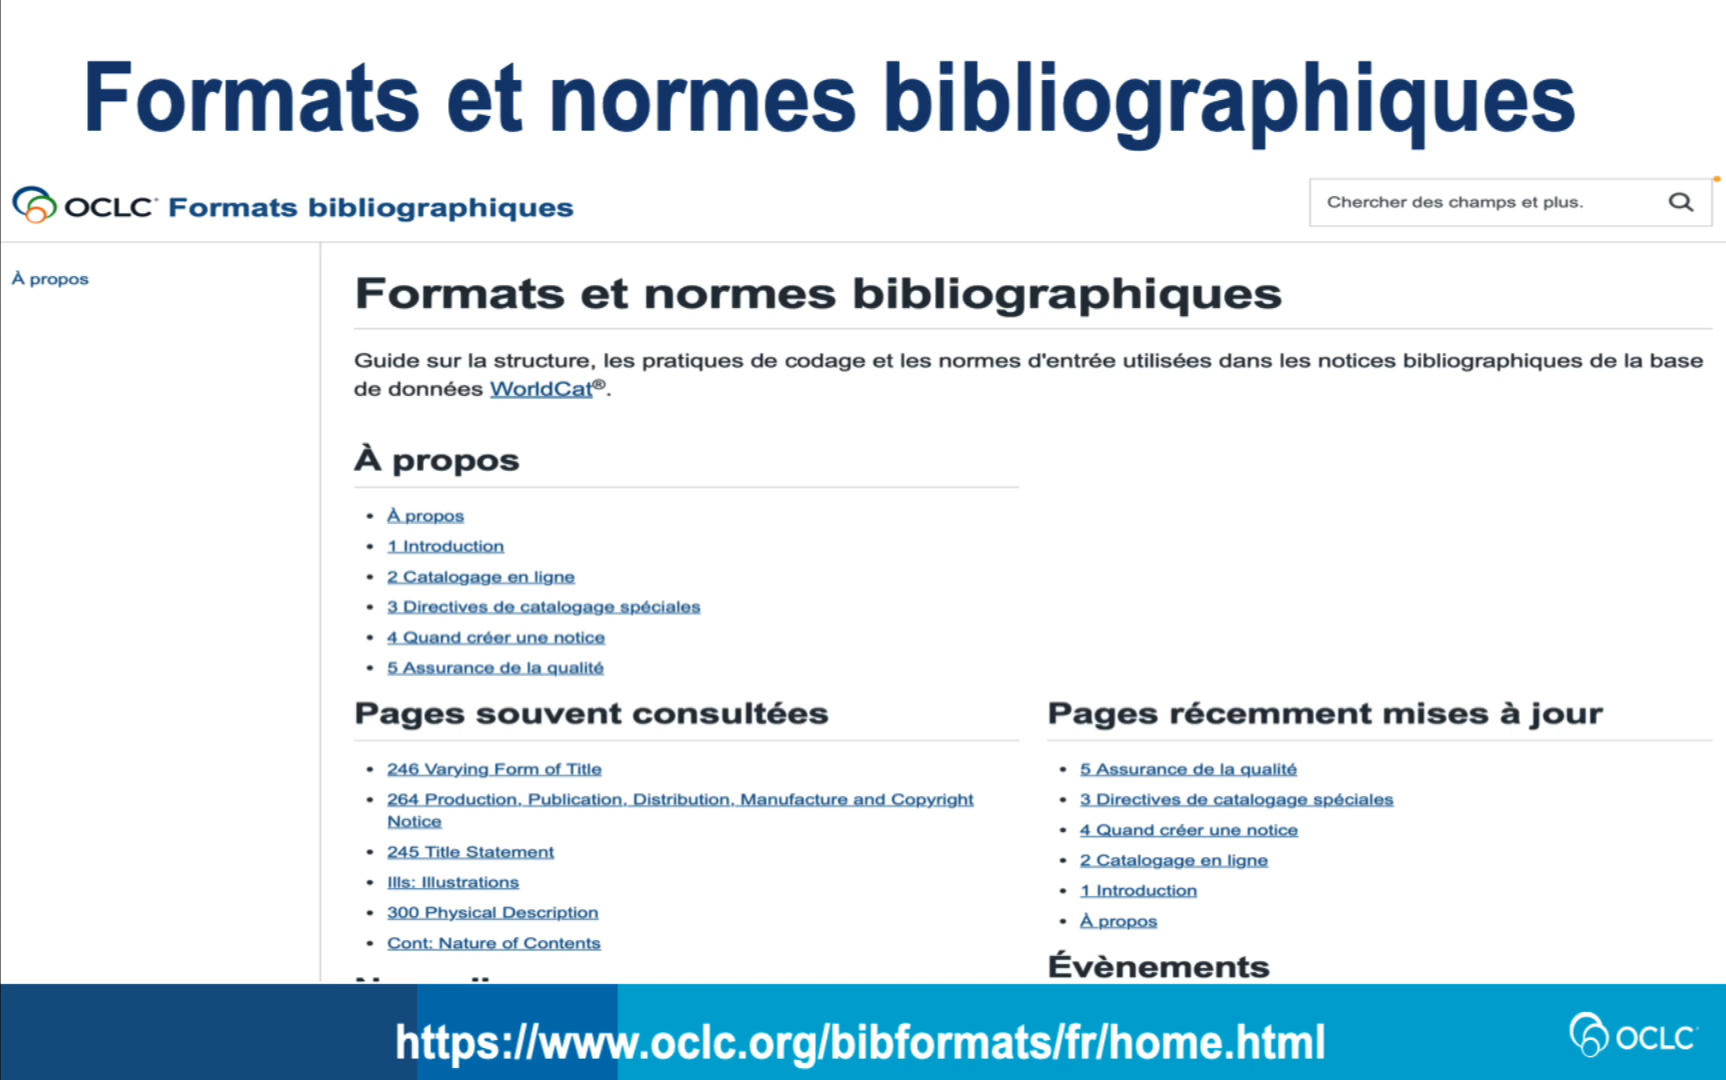 Formats et normes bibliographiques
OCLC® Formats bibliographiques
Chercher des champs et plus.
À propos
Formats et normes bibliographiques
Guide sur la structure, les pratiques de codage et les normes d'entrée utilisées dans les notices bibliographiques de la base
de données WorldCat®.
À propos
• À propos
• 1 Introduction
• 2 Catalogage en ligne
• 3 Directives de catalogage spéciales
• 4 Quand créer une notice
• 5 Assurance de la qualité
Pages souvent consultées
• 246 Varying Form of Title
• 264 Production, Publication, Distribution, Manufacture and Copyright
Notice
• 245 Title Statement
• Ills: Illustrations
• 300 Physical Description
• Cont: Nature of Contents
Pages récemment mises à jour
• 5 Assurance de la qualité
• 3 Directives de catalogage spéciales
• 4 Quand créer une notice
• 2 Catalogage en ligne
• 1 Introduction
• À propos
Évènements
https://www.oclc.org/bibformats/fr/home.html
OCLC